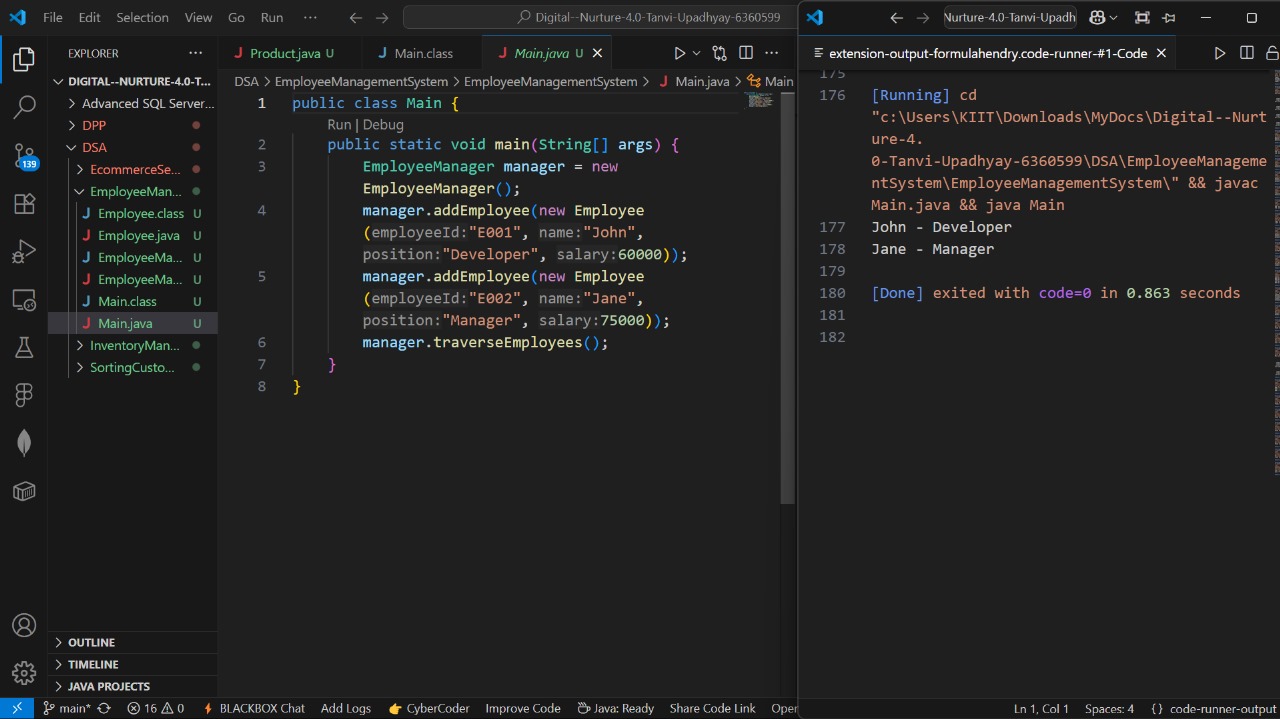 File Edit Selection View Go Run ··· Digital--Nurture-4.0-Tanvi-Upadhyay-6360599
EXPLORER ···
DIGITAL--NURTURE-4.0-T...
Advanced SQL Server...
DPP
DSA
EcommerceSe...
EmployeeMan...
Employee.class U
Employee.java U
EmployeeMa... U
EmployeeMa... U
Main.class U
Main.java U
InventoryMan...
SortingCusto...
OUTLINE
TIMELINE
JAVA PROJECTS
139
Product.java U Main.class Main.java U
DSA > EmployeeManagementSystem > EmployeeManagementSystem > Main.java > Main
1 public class Main {
Run | Debug
2 public static void main(String[] args) {
3 EmployeeManager manager = new
EmployeeManager();
4 manager.addEmployee(new Employee
(employeeId:"E001", name:"John",
position:"Developer", salary:60000));
5 manager.addEmployee(new Employee
(employeeId:"E002", name:"Jane",
position:"Manager", salary:75000));
6 manager.traverseEmployees();
7 }
8 }
Nurture-4.0-Tanvi-Upadh
extension-output-formulahendry.code-runner-#1-Code
175
176 [Running] cd
"c:\Users\KIIT\Downloads\MyDocs\Digital--Nurt
ure-4.
0-Tanvi-Upadhyay-6360599\DSA\EmployeeManageme
ntSystem\EmployeeManagementSystem\" && javac
Main.java && java Main
177 John - Developer
178 Jane - Manager
179
180 [Done] exited with code=0 in 0.863 seconds
181
182
main* 16 0 BLACKBOX Chat Add Logs CyberCoder Improve Code Java: Ready Share Code Link Oper
Ln 1, Col 1 Spaces: 4 {} code-runner-output